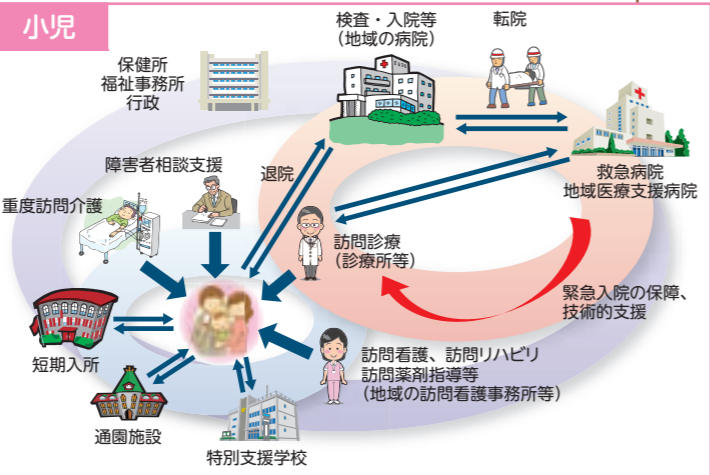 小児
検査・入院等
（地域の病院）
転院
保健所
福祉事務所
行政
障害者相談支援
退院
救急病院
地域医療支援病院
重度訪問介護
訪問診療
（診療所等）
緊急入院の保障、
技術的支援
短期入所
訪問看護、訪問リハビリ
訪問薬剤指導等
（地域の訪問看護事務所等）
通園施設
特別支援学校